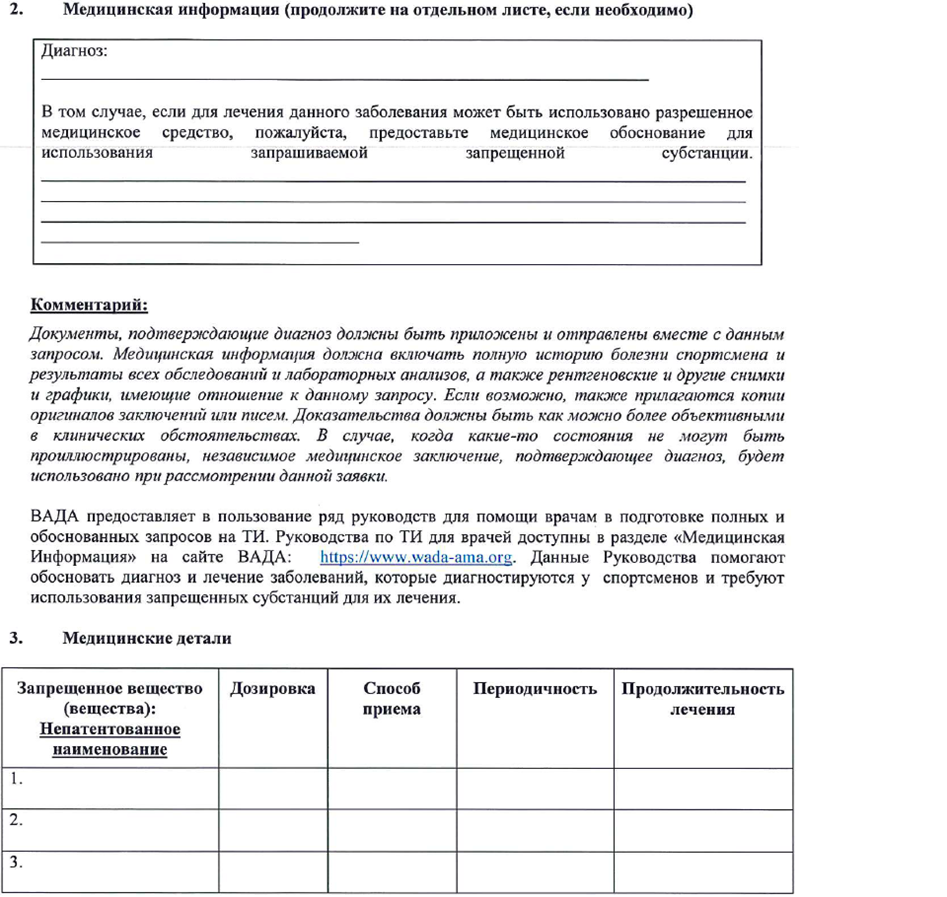 2. Медицинская информация (продолжите на отдельном листе, если необходимо)
Диагноз:
В том случае, если для лечения данного заболевания может быть использовано разрешенное
медицинское средство, пожалуйста, предоставьте медицинское обоснование для
использования запрашиваемой запрещенной субстанции.
Комментарий:
Документы, подтверждающие диагноз должны быть приложены и отправлены вместе с данным
запросом. Медицинская информация должна включать полную историю болезни спортсмена и
результаты всех обследований и лабораторных анализов, а также рентгеновские и другие снимки
и графики, имеющие отношение к данному запросу. Если возможно, также прилагаются копии
оригиналов заключений или писем. Доказательства должны быть как можно более объективными
в клинических обстоятельствах. В случае, когда какие-то состояния не могут быть
проиллюстрированы, независимое медицинское заключение, подтверждающее диагноз, будет
использовано при рассмотрении данной заявки.
ВАДА предоставляет в пользование ряд руководств для помощи врачам в подготовке полных и
обоснованных запросов на ТИ. Руководства по ТИ для врачей доступны в разделе «Медицинская
Информация» на сайте ВАДА: https://www.wada-ama.org. Данные Руководства помогают
обосновать диагноз и лечение заболеваний, которые диагностируются у спортсменов и требуют
использования запрещенных субстанций для их лечения.
3. Медицинские детали
Запрещенное вещество Дозировка Способ Периодичность Продолжительность
(вещества): приема лечения
Непатентованное
наименование
1.
2.
3.